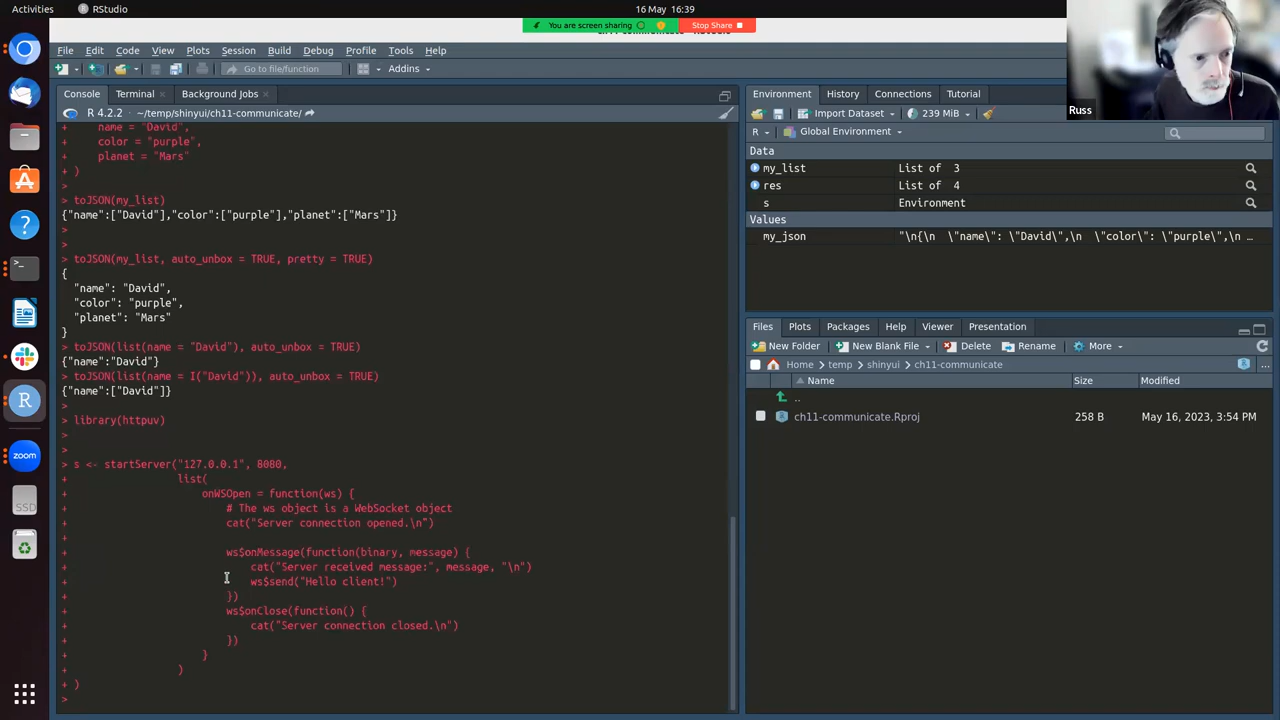 Activities
RStudio
16 May 16:39
You are screen sharing
Stop Share
File Edit Code View Plots Session Build Debug Profile Tools Help
Go to file/function
Addins
Console Terminal Background Jobs
R 4.2.2 · ~/temp/shinyui/ch11-communicate/
+ name = "David",
+ color = "purple",
+ planet = "Mars"
+ )
>
> toJSON(my_list)
{"name":["David"],"color":["purple"],"planet":["Mars"]}
>
>
> toJSON(my_list, auto_unbox = TRUE, pretty = TRUE)
{
"name": "David",
"color": "purple",
"planet": "Mars"
}
> toJSON(list(name = "David"), auto_unbox = TRUE)
{"name":"David"}
> toJSON(list(name = I("David")), auto_unbox = TRUE)
{"name":["David"]}
>
> library(httpuv)
>
>
> s <- startServer("127.0.0.1", 8080,
+ list(
+ onWSOpen = function(ws) {
+ # The ws object is a WebSocket object
+ cat("Server connection opened.\n")
+
+ ws$onMessage(function(binary, message) {
+ cat("Server received message:", message, "\n")
+ ws$send("Hello client!")
+ })
+ ws$onClose(function() {
+ cat("Server connection closed.\n")
+ })
+ }
+ )
+ )
>
Environment History Connections Tutorial
Import Dataset
239 MiB
R
Global Environment
Data
my_list List of 3
res List of 4
s Environment
Values
my_json "\n{\n \"name\": \"David\",\n \"color\": \"purple\",\n …
Files Plots Packages Help Viewer Presentation
New Folder New Blank File Delete Rename More
Home temp shinyui ch11-communicate
...
Name Size Modified
..
ch11-communicate.Rproj 258 B May 16, 2023, 3:54 PM
Russ
zoom
SSD